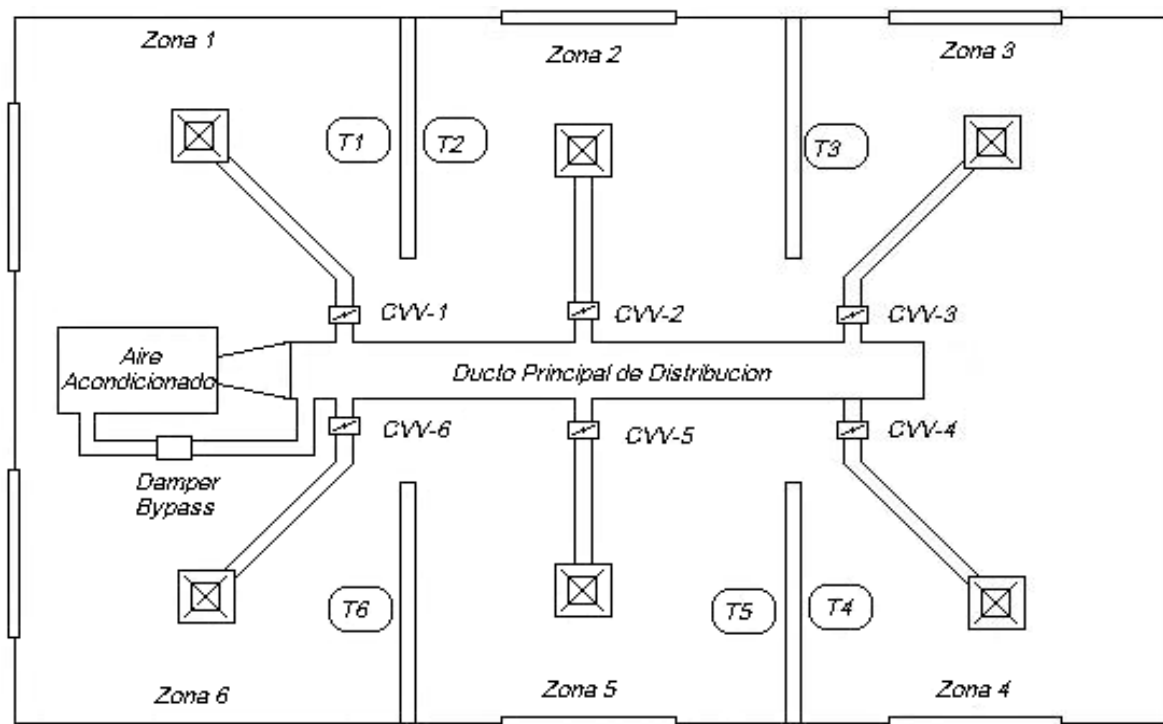 Zona 1
Zona 2
Zona 3
T1
T2
T3
CVV-1
CVV-2
CVV-3
Aire
Acondicionado
Ducto Principal de Distribucion
CVV-6
CVV-5
CVV-4
Damper
Bypass
T6
T5
T4
Zona 6
Zona 5
Zona 4